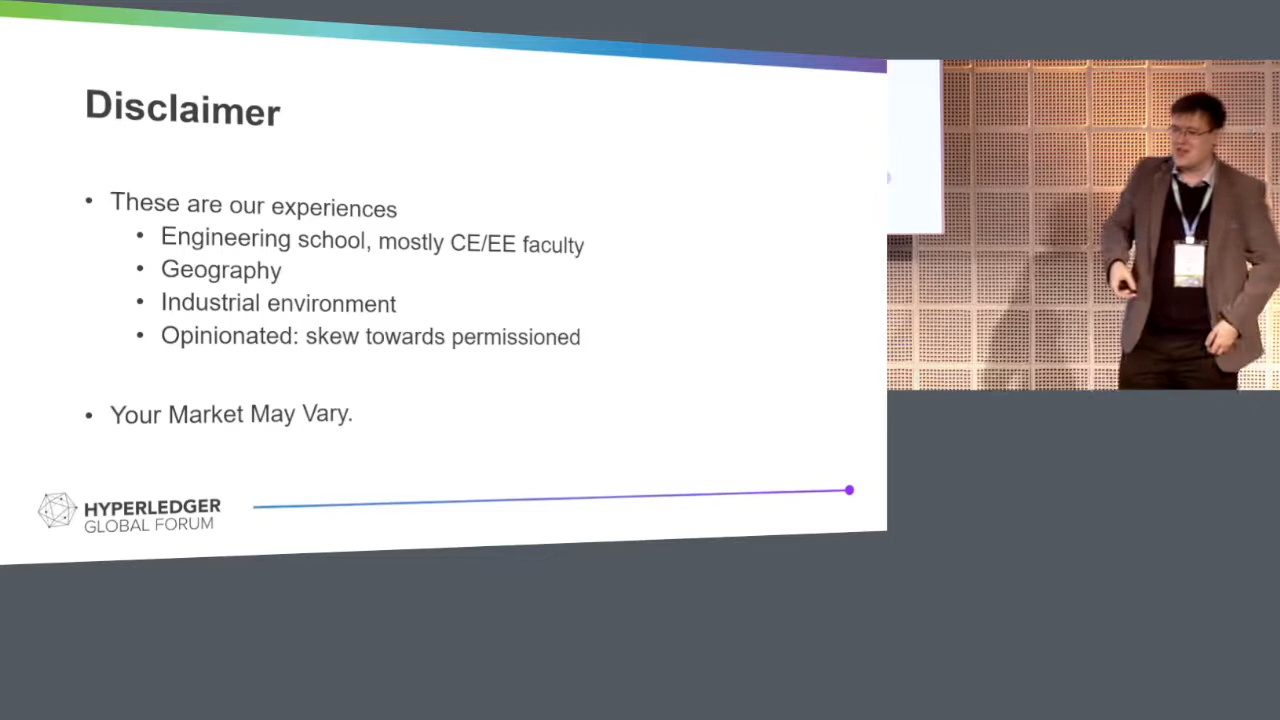 Disclaimer
• These are our experiences
• Engineering school, mostly CE/EE faculty
• Geography
• Industrial environment
• Opinionated: skew towards permissioned
• Your Market May Vary.
HYPERLEDGER
GLOBAL FORUM